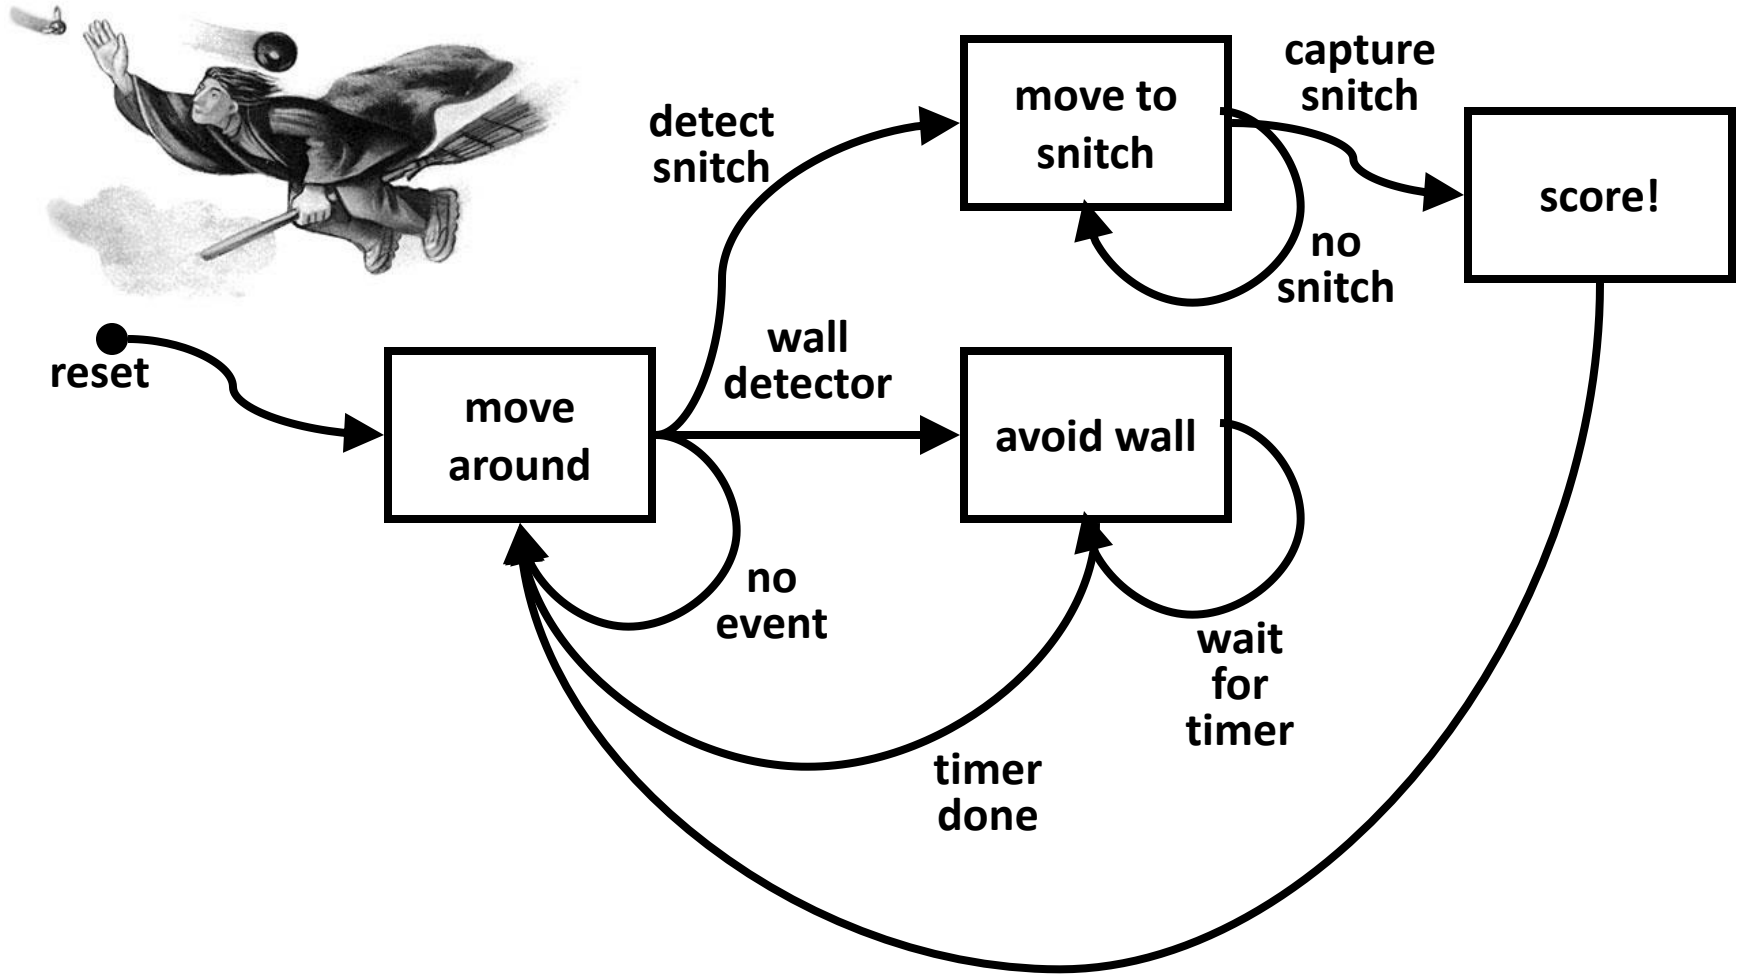 capture
snitch
detect
snitch
move to
snitch
score!
no
snitch
reset
wall
detector
move
around
avoid wall
no
event
wait
for
timer
timer
done